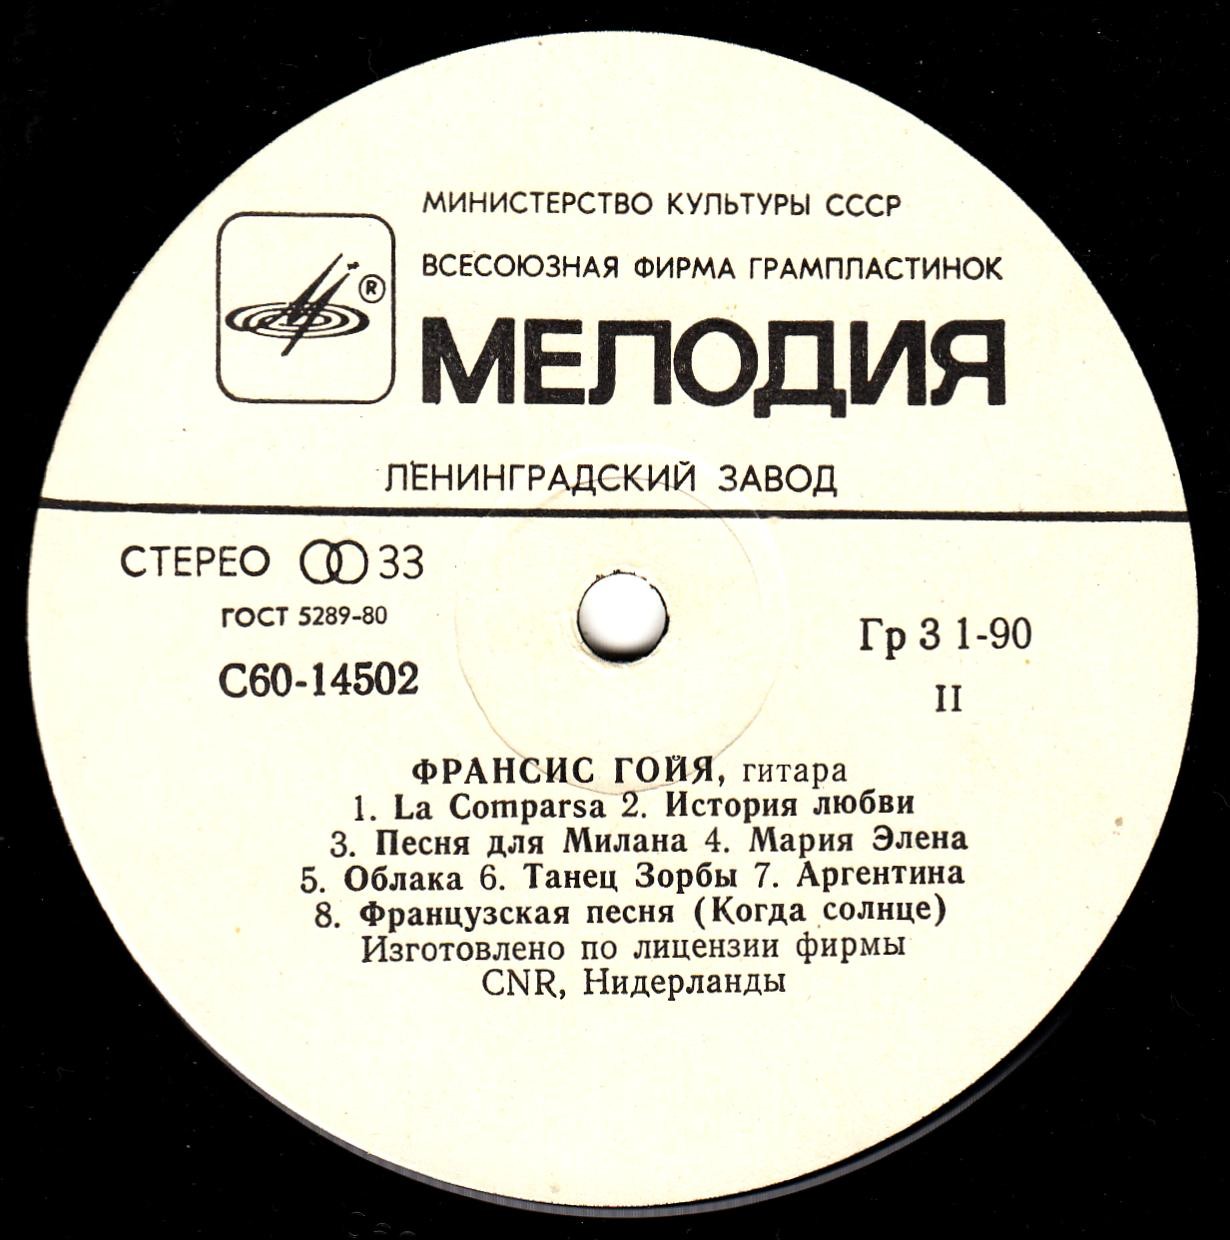 МИНИСТЕРСТВО КУЛЬТУРЫ СССР
ВСЕСОЮЗНАЯ ФИРМА ГРАМПЛАСТИНОК
®
МЕЛОДИЯ
ЛЕНИНГРАДСКИЙ ЗАВОД
СТЕРЕО 33
ГОСТ 5289-80
С60-14502
Гр 3 1-90
II
ФРАНСИС ГОЙЯ, гитара
1. La Comparsa 2. История любви
3. Песня для Милана 4. Мария Элена
5. Облака 6. Танец Зорбы 7. Аргентина
8. Французская песня (Когда солнце)
Изготовлено по лицензии фирмы
CNR, Нидерланды